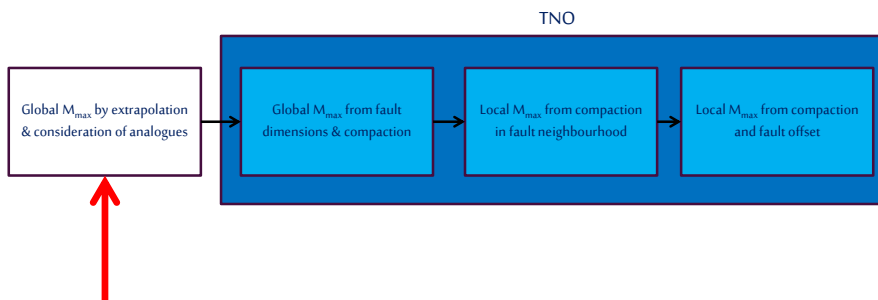 TNO
Global Mmax by extrapolation
& consideration of analogues
Global Mmax from fault
dimensions & compaction
Local Mmax from compaction
in fault neighbourhood
Local Mmax from compaction
and fault offset